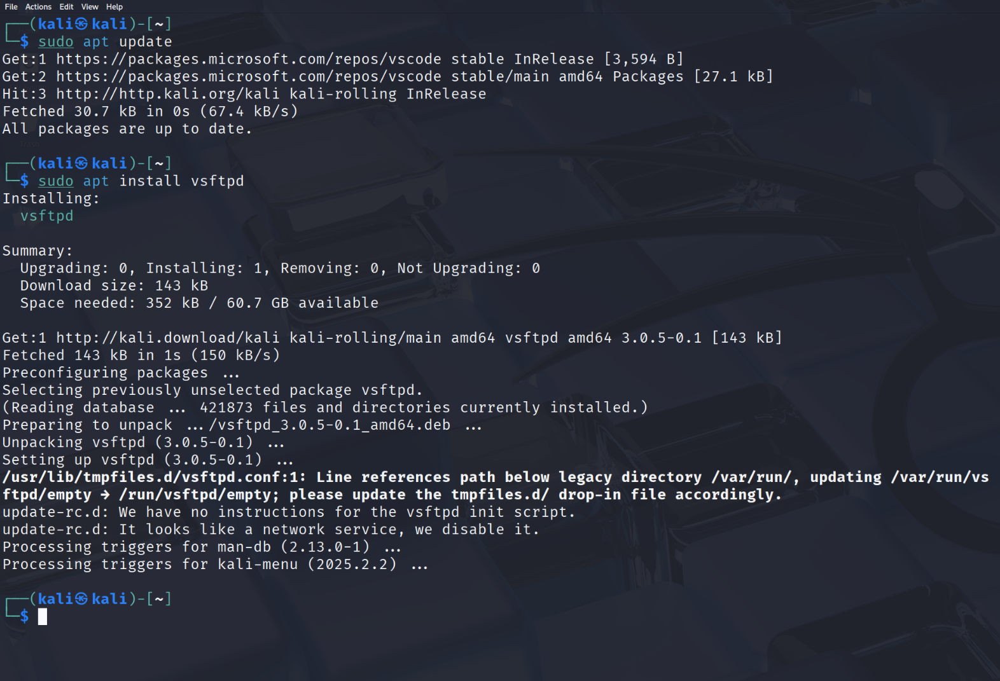 File Actions Edit View Help
┌──(kali㉿kali)-[~]
└─$ sudo apt update
Get:1 https://packages.microsoft.com/repos/vscode stable InRelease [3,594 B]
Get:2 https://packages.microsoft.com/repos/vscode stable/main amd64 Packages [27.1 kB]
Hit:3 http://http.kali.org/kali kali-rolling InRelease
Fetched 30.7 kB in 0s (67.4 kB/s)
All packages are up to date.
Trash
┌──(kali㉿kali)-[~]
└─$ sudo apt install vsftpd
Installing:
  vsftpd
Summary:
  Upgrading: 0, Installing: 1, Removing: 0, Not Upgrading: 0
  Download size: 143 kB
  Space needed: 352 kB / 60.7 GB available
Get:1 http://kali.download/kali kali-rolling/main amd64 vsftpd amd64 3.0.5-0.1 [143 kB]
Fetched 143 kB in 1s (150 kB/s)
Preconfiguring packages ...
Selecting previously unselected package vsftpd.
(Reading database ... 421873 files and directories currently installed.)
Preparing to unpack .../vsftpd_3.0.5-0.1_amd64.deb ...
Unpacking vsftpd (3.0.5-0.1) ...
Setting up vsftpd (3.0.5-0.1) ...
/usr/lib/tmpfiles.d/vsftpd.conf:1: Line references path below legacy directory /var/run/, updating /var/run/vs
ftpd/empty → /run/vsftpd/empty; please update the tmpfiles.d/ drop-in file accordingly.
update-rc.d: We have no instructions for the vsftpd init script.
update-rc.d: It looks like a network service, we disable it.
Processing triggers for man-db (2.13.0-1) ...
Processing triggers for kali-menu (2025.2.2) ...
┌──(kali㉿kali)-[~]
└─$